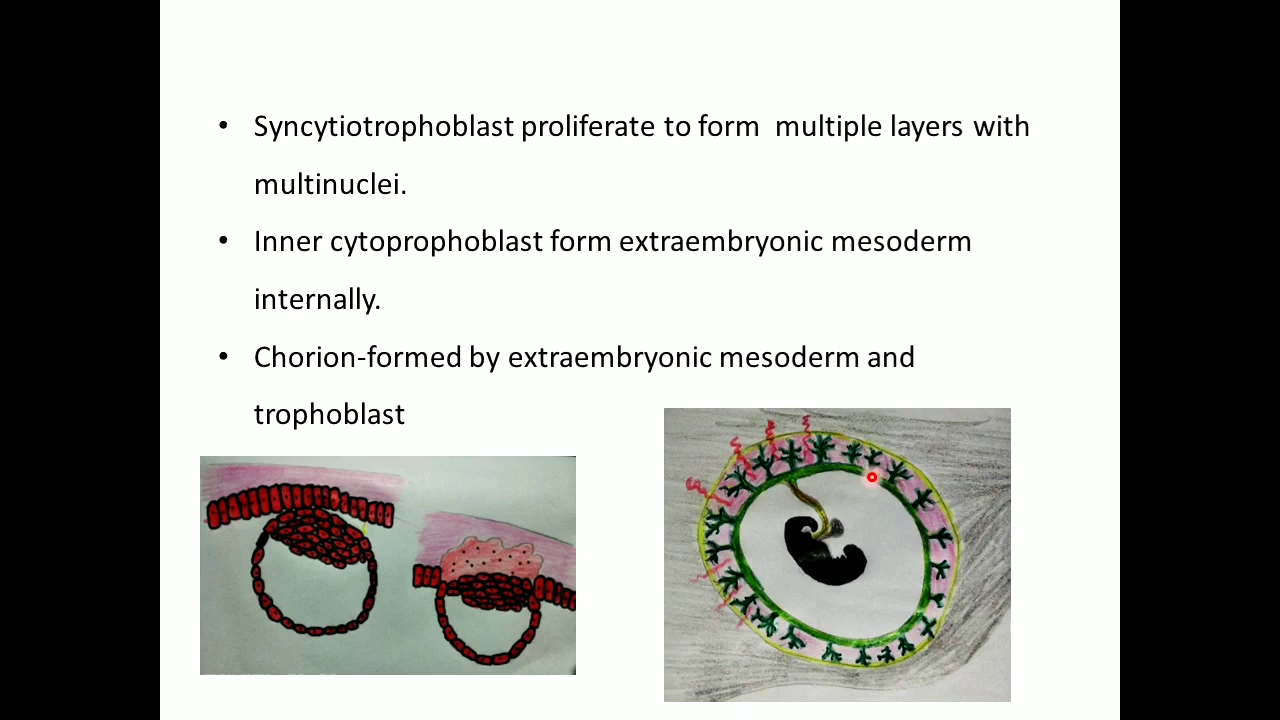 • Syncytiotrophoblast proliferate to form  multiple layers with
multinuclei.
• Inner cytoprophoblast form extraembryonic mesoderm
internally.
• Chorion-formed by extraembryonic mesoderm and
trophoblast